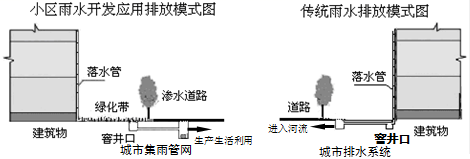 小区雨水开发应用排放模式图
落水管
绿化带
渗水道路
窨井口
建筑物
城市集雨管网
生产生活利用
传统雨水排放模式图
落水管
道路
进入河流
窨井口
建筑物
城市排水系统